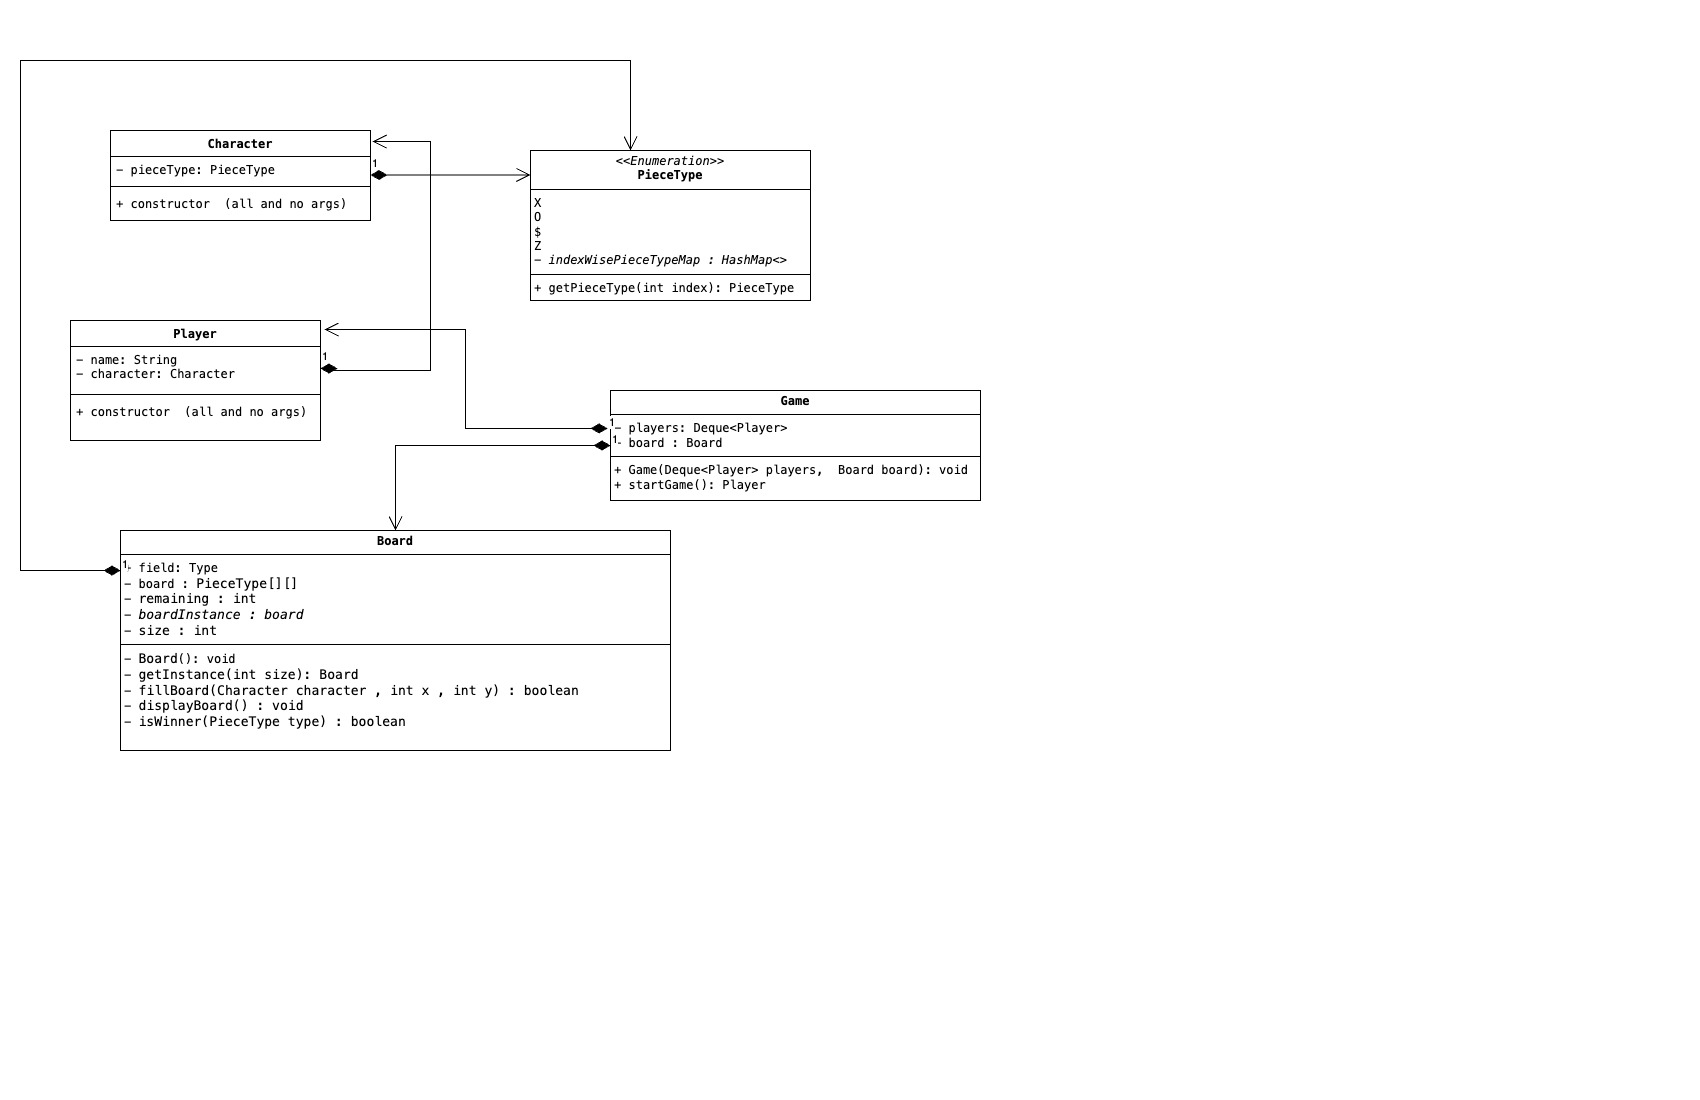 Character
1
− pieceType: PieceType
+ constructor  (all and no args)
<<Enumeration>>
PieceType
X
O
$
Z
− indexWisePieceTypeMap : HashMap<>
+ getPieceType(int index): PieceType
Player
1
− name: String
− character: Character
+ constructor  (all and no args)
Game
1
− players: Deque<Player>
1
- board : Board
+ Game(Deque<Player> players,  Board board): void
+ startGame(): Player
Board
1
- field: Type
− board : PieceType[][]
− remaining : int
− boardInstance : board
− size : int
− Board(): void
− getInstance(int size): Board
− fillBoard(Character character , int x , int y) : boolean
− displayBoard() : void
− isWinner(PieceType type) : boolean